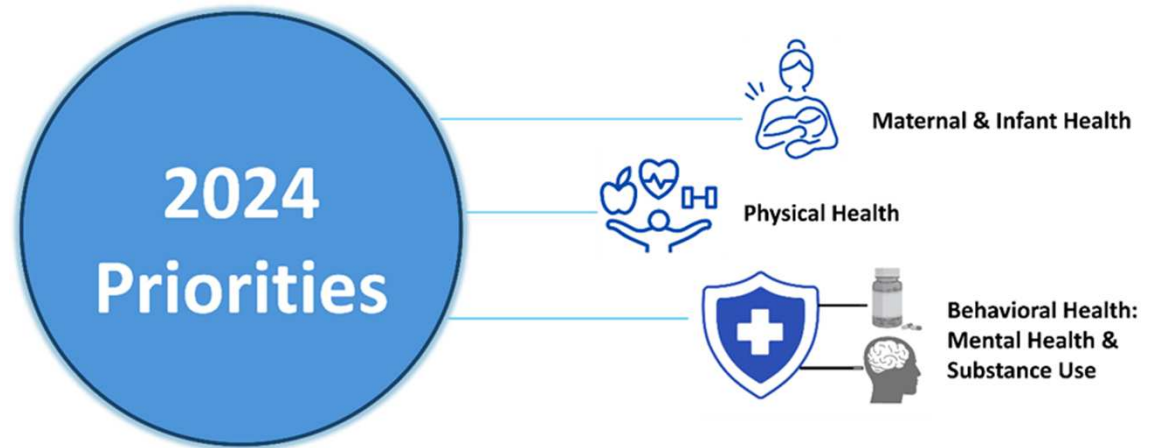 2024
Priorities
Maternal & Infant Health
Physical Health
Behavioral Health:
Mental Health &
Substance Use